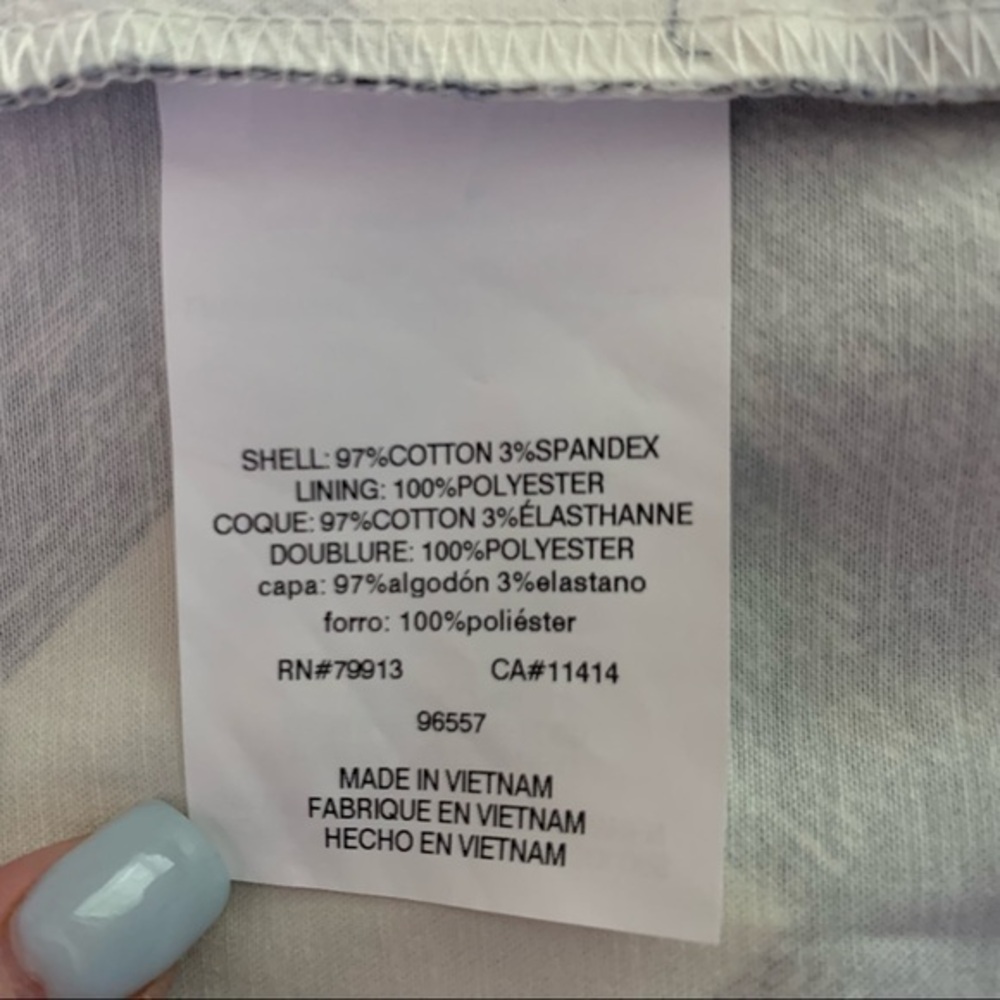 SHELL: 97%COTTON 3%SPANDEX
LINING: 100%POLYESTER
COQUE: 97%COTTON 3%ÉLASTHANNE
DOUBLURE: 100%POLYESTER
capa: 97%algodón 3%elastano
forro: 100%poliéster
RN#79913 CA#11414
96557
MADE IN VIETNAM
FABRIQUE EN VIETNAM
HECHO EN VIETNAM